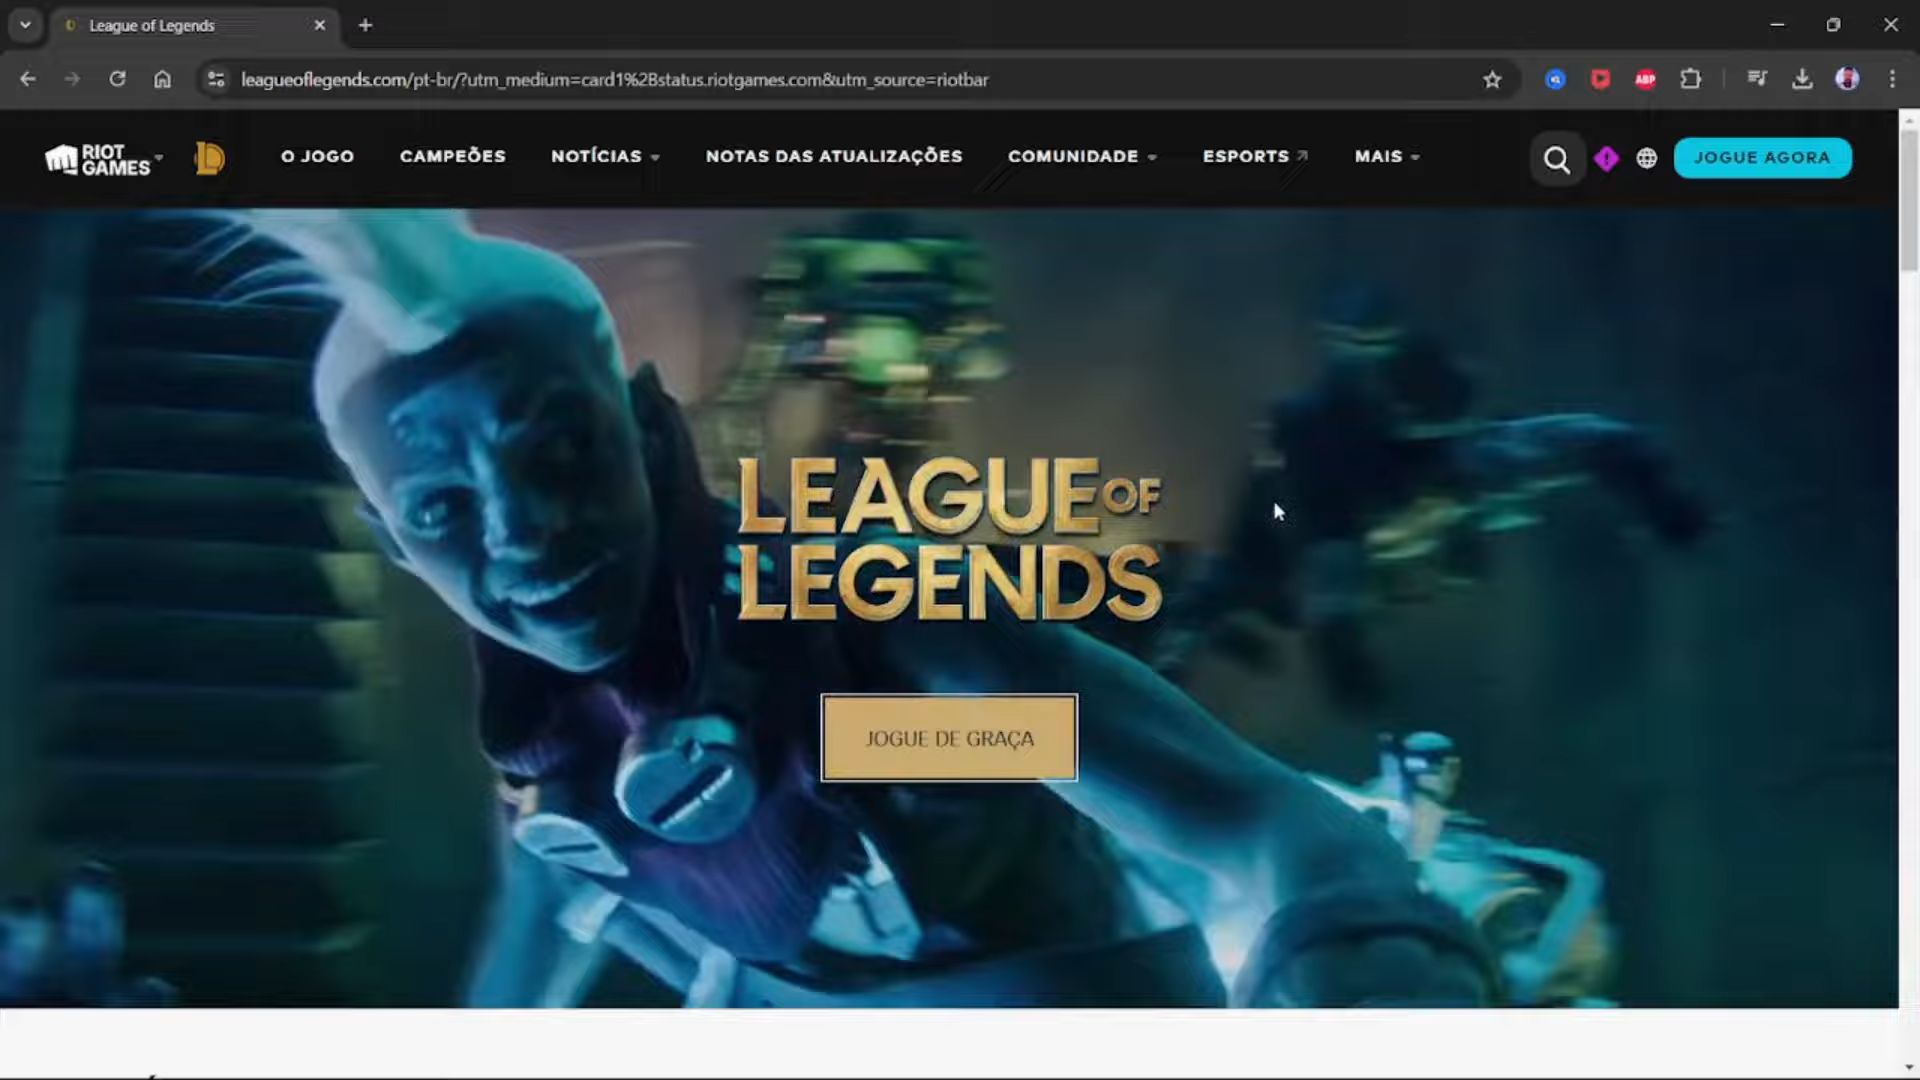 League of Legends
leagueoflegends.com/pt-br/?utm_medium=card1%2Bstatus.riotgames.com&utm_source=riotbar
ABP
RIOT GAMES
O JOGO
CAMPEÕES
NOTÍCIAS
NOTAS DAS ATUALIZAÇÕES
COMUNIDADE
ESPORTS
MAIS
JOGUE AGORA
LEAGUE OF
LEGENDS
JOGUE DE GRAÇA